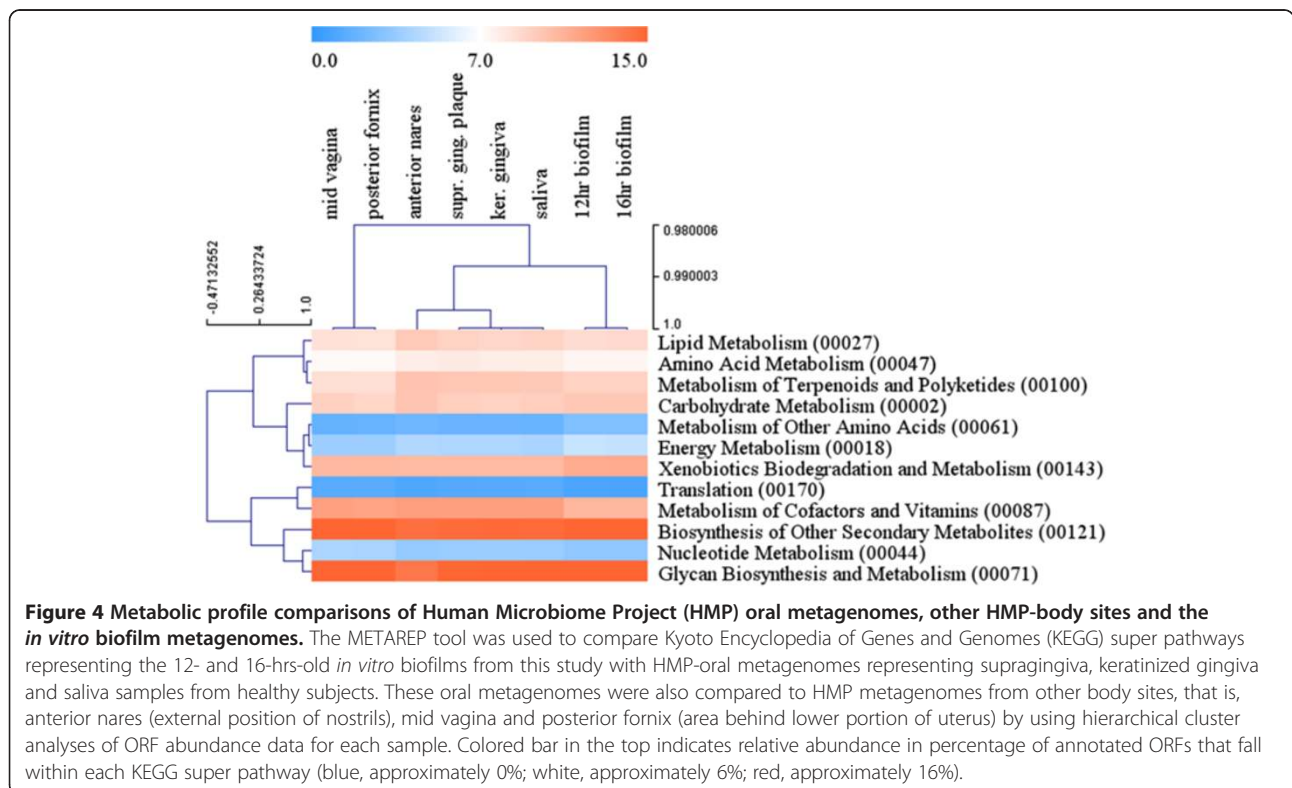 0.0 7.0 15.0
mid vagina
posterior fornix
anterior nares
supr. ging. plaque
ker. gingiva
saliva
12hr biofilm
16hr biofilm
0.980006
0.990003
1.0
-0.47132552
0.26433724
1.0
Lipid Metabolism (00027)
Amino Acid Metabolism (00047)
Metabolism of Terpenoids and Polyketides (00100)
Carbohydrate Metabolism (00002)
Metabolism of Other Amino Acids (00061)
Energy Metabolism (00018)
Xenobiotics Biodegradation and Metabolism (00143)
Translation (00170)
Metabolism of Cofactors and Vitamins (00087)
Biosynthesis of Other Secondary Metabolites (00121)
Nucleotide Metabolism (00044)
Glycan Biosynthesis and Metabolism (00071)
Figure 4 Metabolic profile comparisons of Human Microbiome Project (HMP) oral metagenomes, other HMP-body sites and the
in vitro biofilm metagenomes. The METAREP tool was used to compare Kyoto Encyclopedia of Genes and Genomes (KEGG) super pathways
representing the 12- and 16-hrs-old in vitro biofilms from this study with HMP-oral metagenomes representing supragingiva, keratinized gingiva
and saliva samples from healthy subjects. These oral metagenomes were also compared to HMP metagenomes from other body sites, that is,
anterior nares (external position of nostrils), mid vagina and posterior fornix (area behind lower portion of uterus) by using hierarchical cluster
analyses of ORF abundance data for each sample. Colored bar in the top indicates relative abundance in percentage of annotated ORFs that fall
within each KEGG super pathway (blue, approximately 0%; white, approximately 6%; red, approximately 16%).